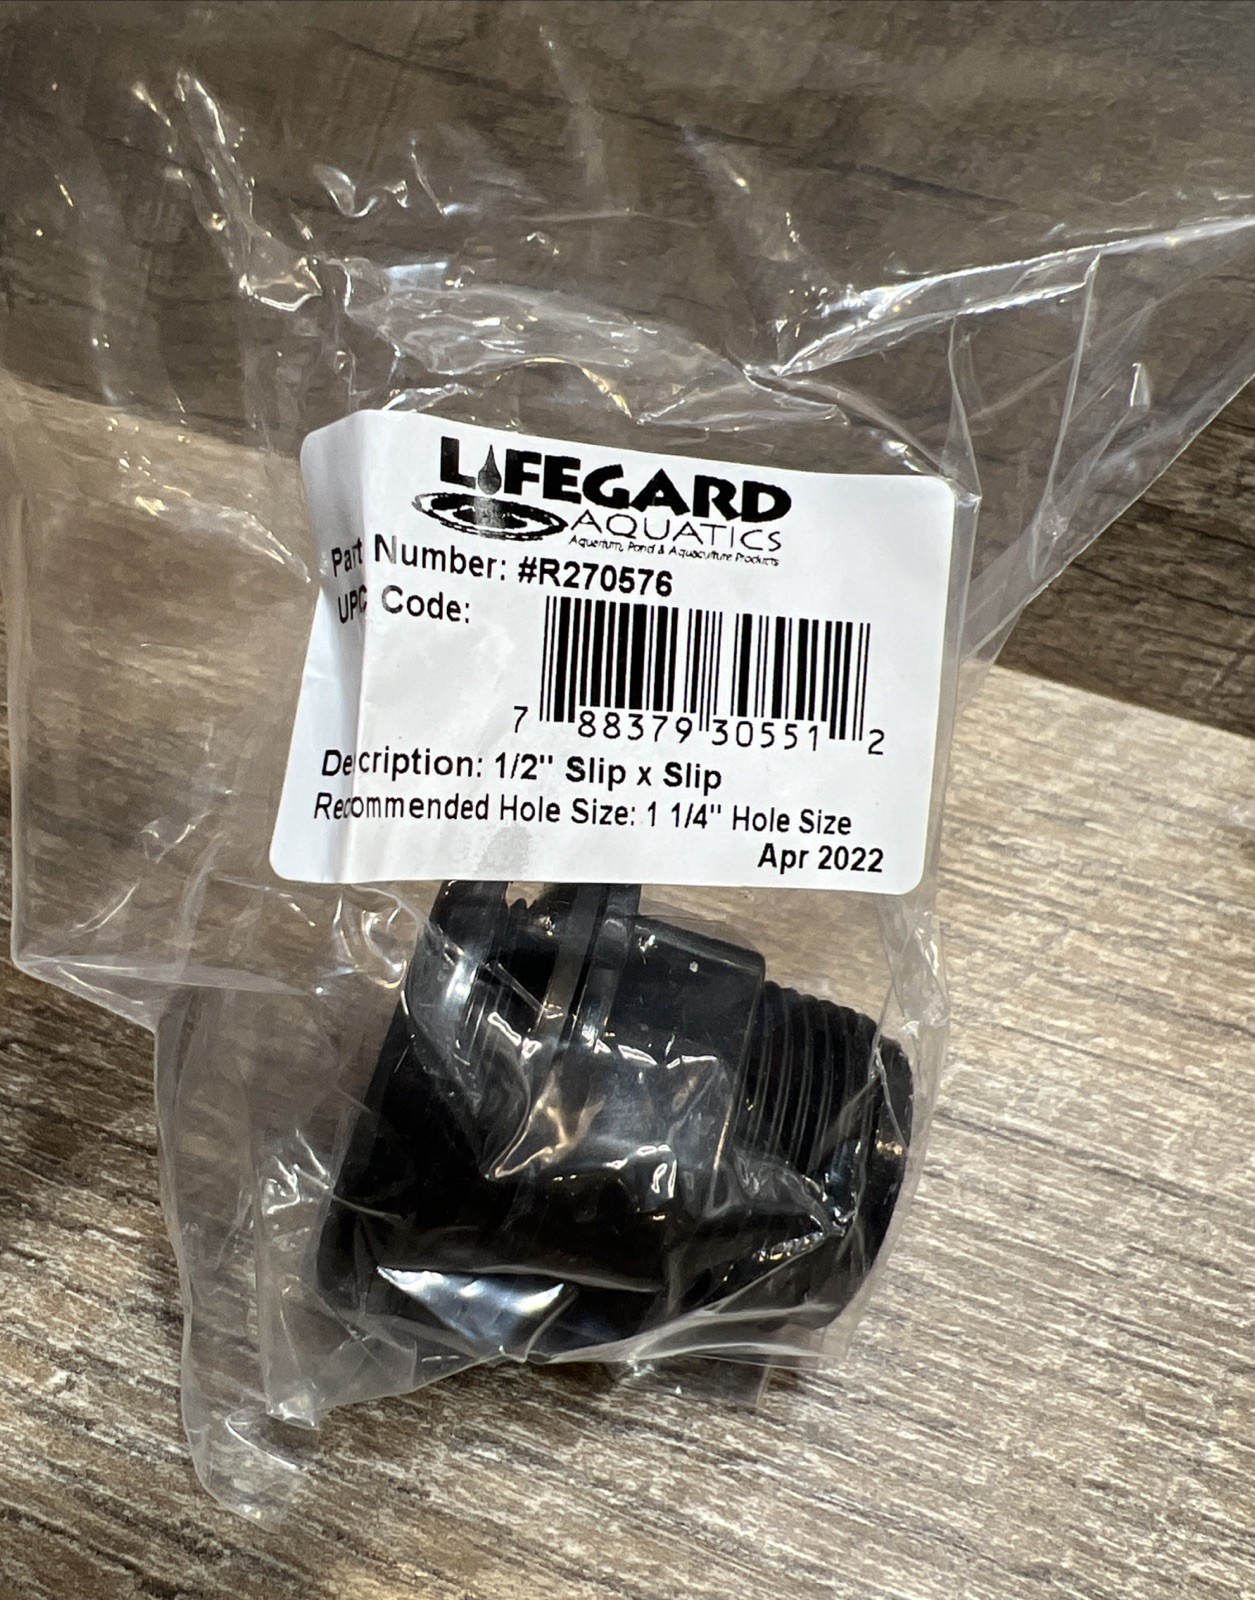 LIFEGARD
AQUATICS
Aquarium, Pond & Aquaculture Products
Part Number: #R270576
UPC Code:
7 88379 30551 2
Description: 1/2" Slip x Slip
Recommended Hole Size: 1 1/4" Hole Size
Apr 2022